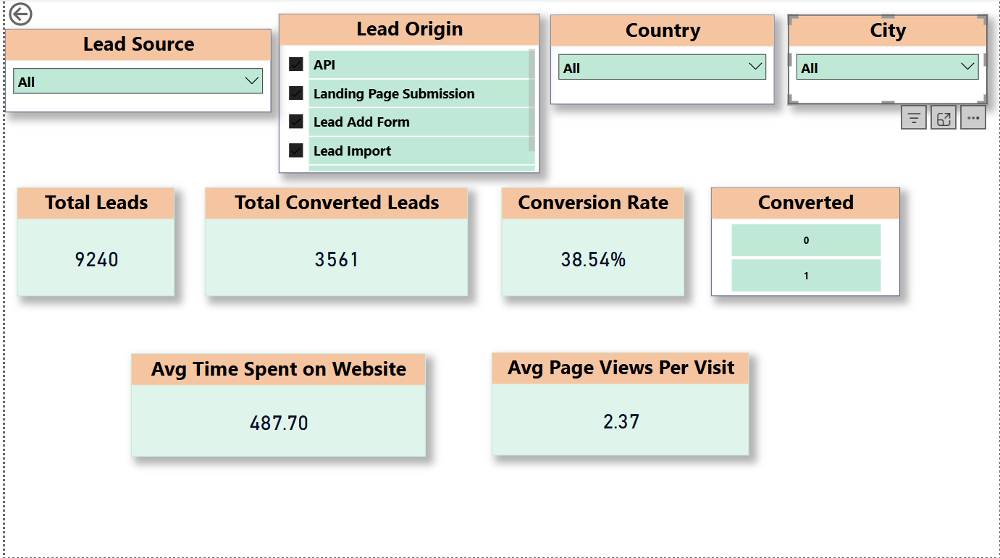 Lead Source
All
Lead Origin
API
Landing Page Submission
Lead Add Form
Lead Import
Country
All
City
All
Total Leads
9240
Total Converted Leads
3561
Conversion Rate
38.54%
Converted
0
1
Avg Time Spent on Website
487.70
Avg Page Views Per Visit
2.37